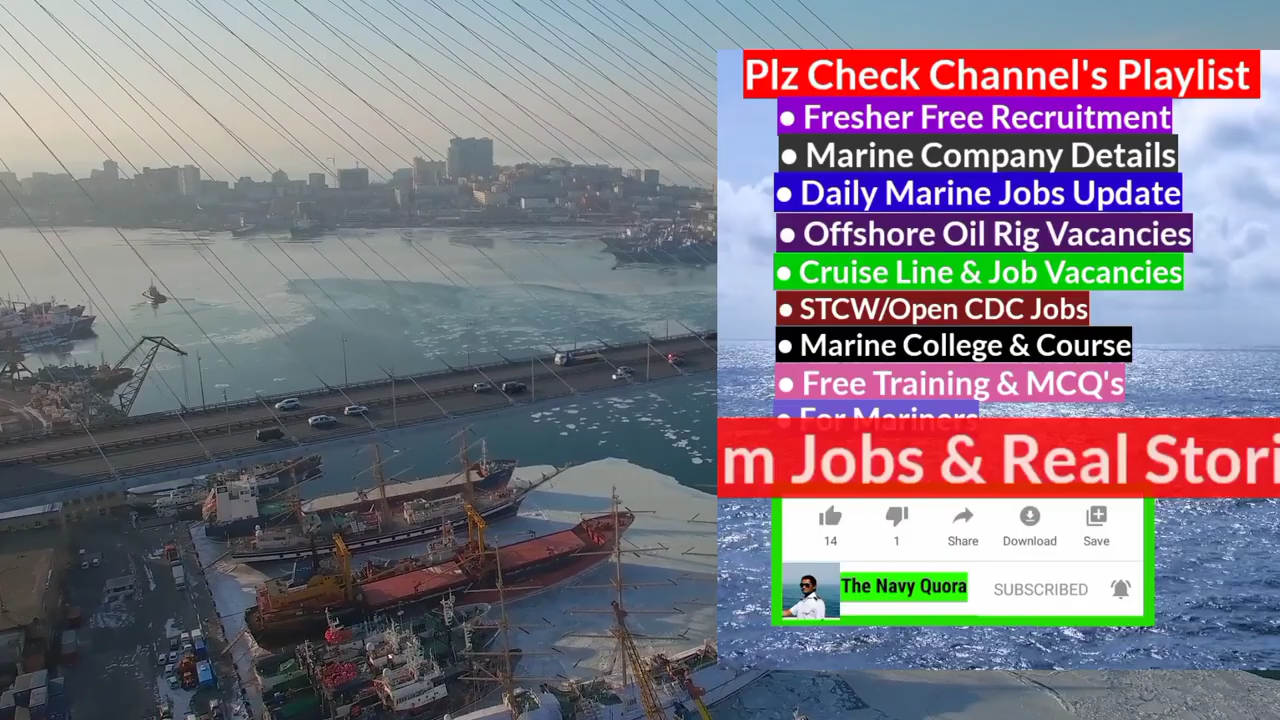 Plz Check Channel's Playlist
● Fresher Free Recruitment
● Marine Company Details
● Daily Marine Jobs Update
● Offshore Oil Rig Vacancies
● Cruise Line & Job Vacancies
● STCW/Open CDC Jobs
● Marine College & Course
● Free Training & MCQ's
● For Mariners
m Jobs & Real Stori
14 1 Share Download Save
The Navy Quora SUBSCRIBED